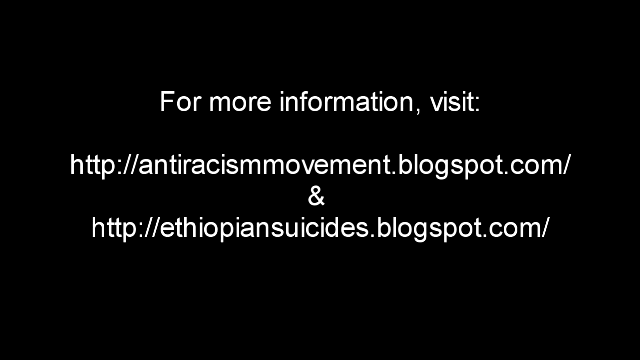 For more information, visit:
http://antiracismmovement.blogspot.com/
&
http://ethiopiansuicides.blogspot.com/